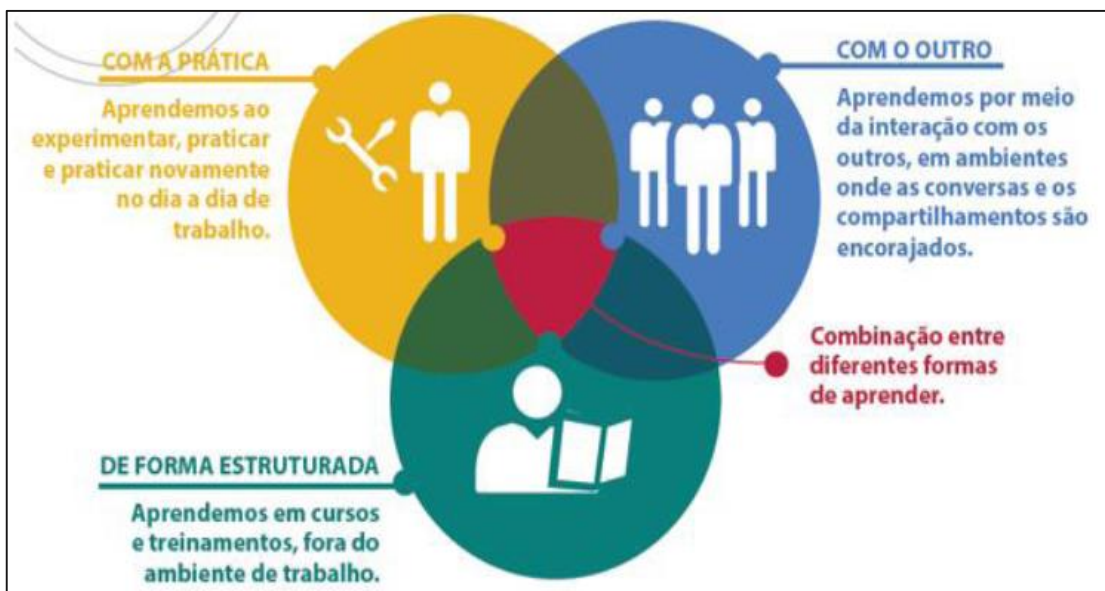 COM A PRÁTICA
Aprendemos ao
experimentar, praticar
e praticar novamente
no dia a dia de
trabalho.
COM O OUTRO
Aprendemos por meio
da interação com os
outros, em ambientes
onde as conversas e os
compartilhamentos são
encorajados.
Combinação entre
diferentes formas
de aprender.
DE FORMA ESTRUTURADA
Aprendemos em cursos
e treinamentos, fora do
ambiente de trabalho.